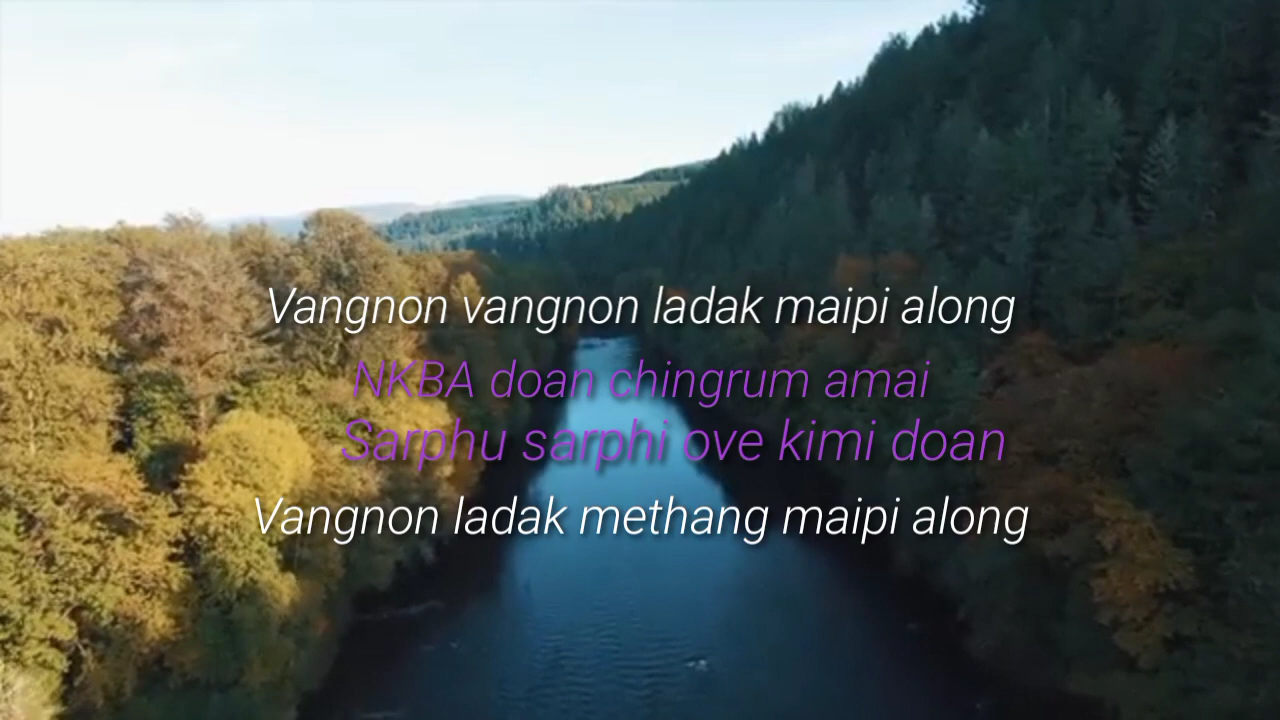 Vangnon vangnon ladak maipi along
NKBA doan chingrum amai
Sarphu sarphi ove kimi doan
Vangnon ladak methang maipi along